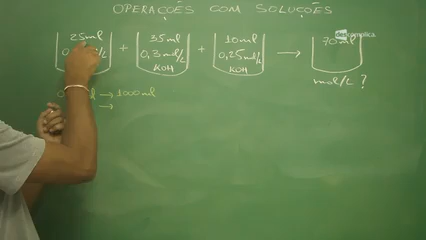 OPERAÇÕES COM SOLUÇÕES
25ml + 35ml + 10ml → 70ml
0,3mol/L 0,25mol/L
KOH KOH
mol/L ?
→ 1000ml
→